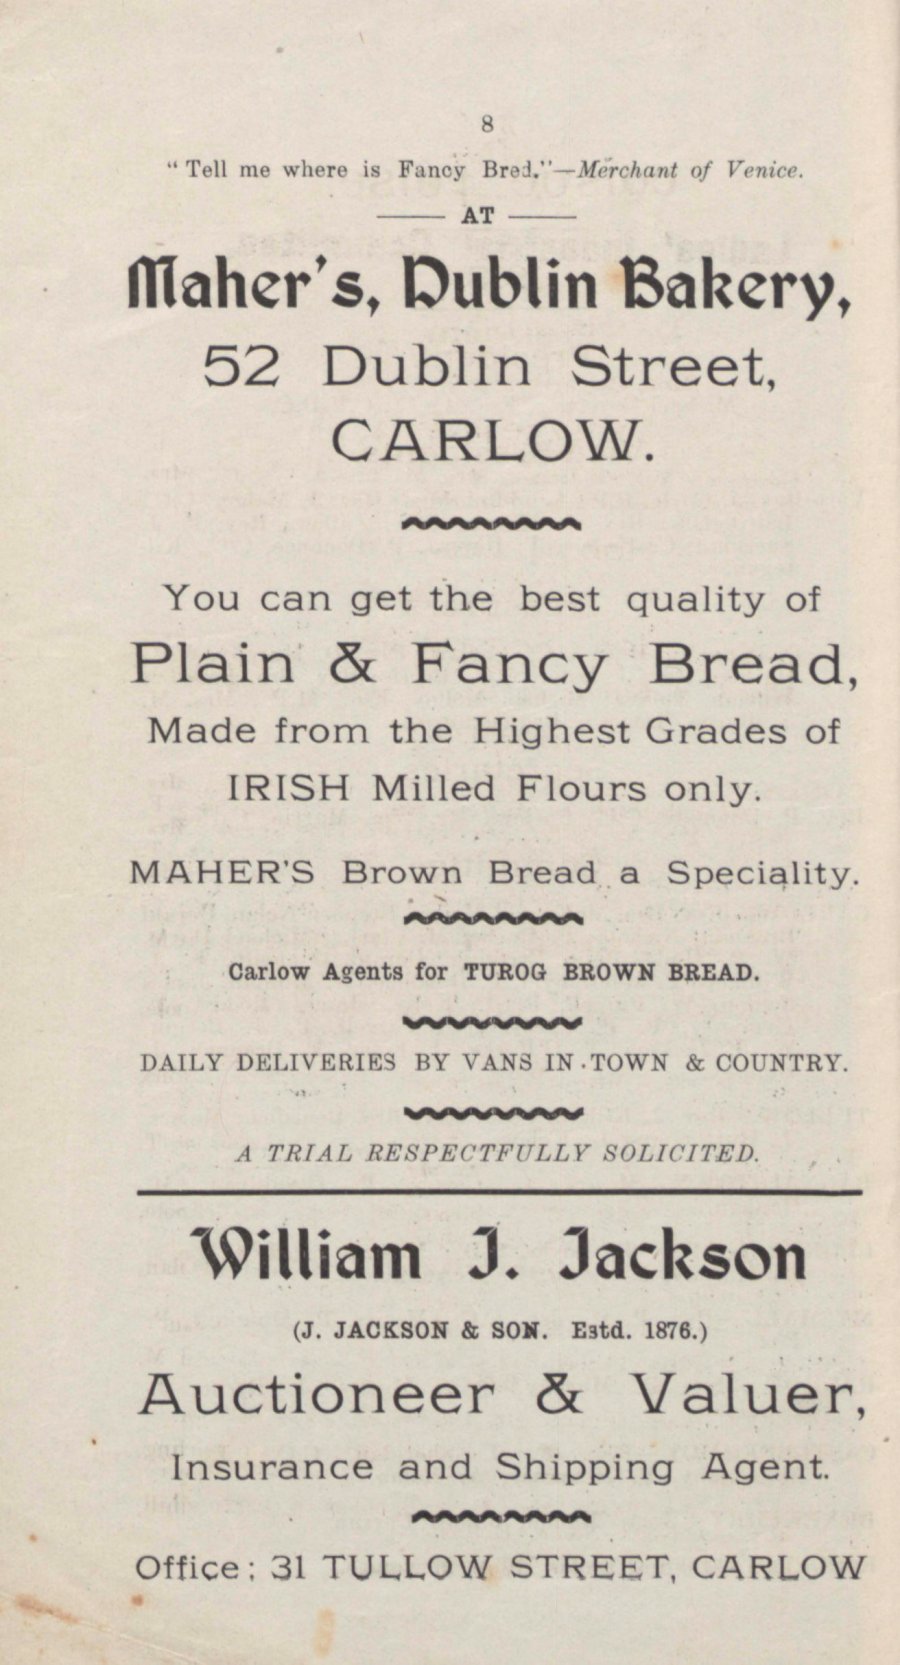 8
"Tell me where is Fancy Bred."—Merchant of Venice.
AT
Maher's, Dublin Bakery,
52 Dublin Street,
CARLOW.
You can get the best quality of
Plain & Fancy Bread,
Made from the Highest Grades of
IRISH Milled Flours only.
MAHER'S Brown Bread a Speciality.
Carlow Agents for TUROG BROWN BREAD.
DAILY DELIVERIES BY VANS IN TOWN & COUNTRY.
A TRIAL RESPECTFULLY SOLICITED.
William J. Jackson
(J. JACKSON & SON. Estd. 1876.)
Auctioneer & Valuer,
Insurance and Shipping Agent.
Office: 31 TULLOW STREET, CARLOW